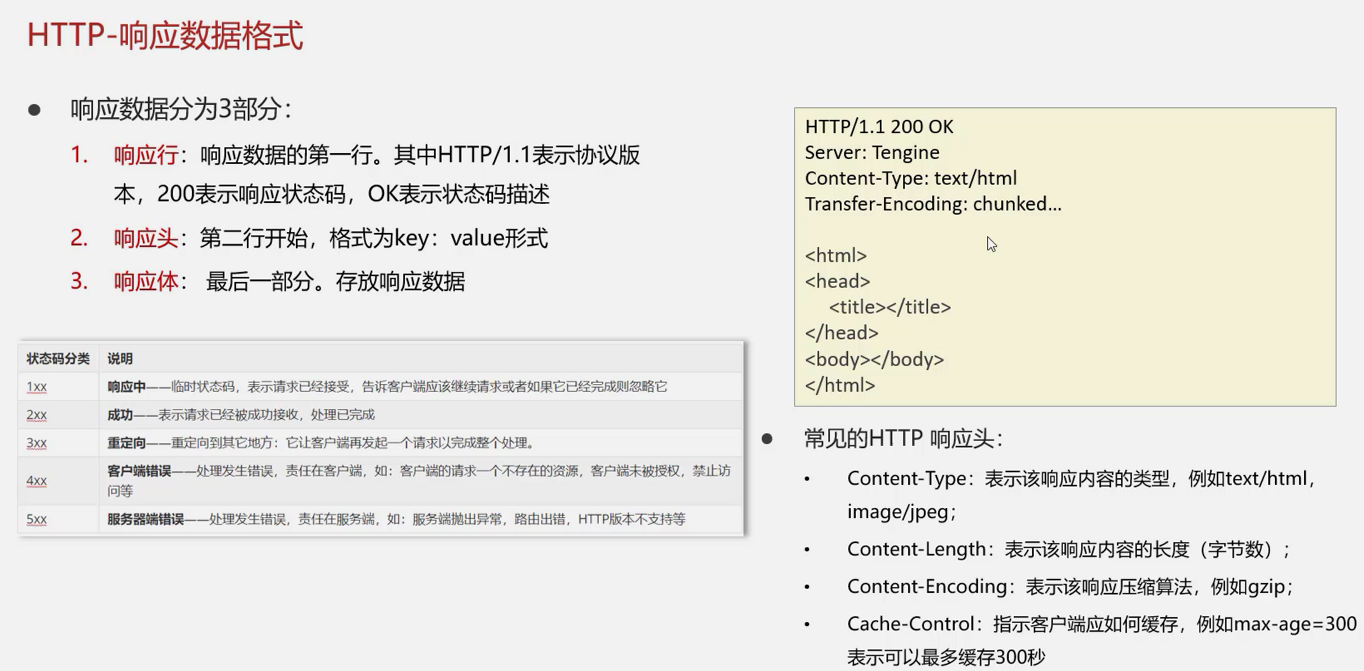 HTTP-响应数据格式
响应数据分为3部分：
1. 响应行：响应数据的第一行。其中HTTP/1.1表示协议版
本，200表示响应状态码，OK表示状态码描述
2. 响应头：第二行开始，格式为key：value形式
3. 响应体： 最后一部分。存放响应数据
状态码分类 说明
1xx 响应中——临时状态码，表示请求已经接受，告诉客户端应该继续请求或者如果它已经完成则忽略它
2xx 成功——表示请求已经被成功接收，处理已完成
3xx 重定向——重定向到其它地方：它让客户端再发起一个请求以完成整个处理。
4xx 客户端错误——处理发生错误，责任在客户端，如：客户端的请求一个不存在的资源，客户端未被授权，禁止访
问等
5xx 服务器端错误——处理发生错误，责任在服务端，如：服务端抛出异常，路由出错，HTTP版本不支持等
HTTP/1.1 200 OK
Server: Tengine
Content-Type: text/html
Transfer-Encoding: chunked…
<html>
<head>
<title></title>
</head>
<body></body>
</html>
常见的HTTP 响应头：
Content-Type：表示该响应内容的类型，例如text/html，
image/jpeg；
Content-Length：表示该响应内容的长度（字节数）；
Content-Encoding：表示该响应压缩算法，例如gzip；
Cache-Control：指示客户端应如何缓存，例如max-age=300
表示可以最多缓存300秒